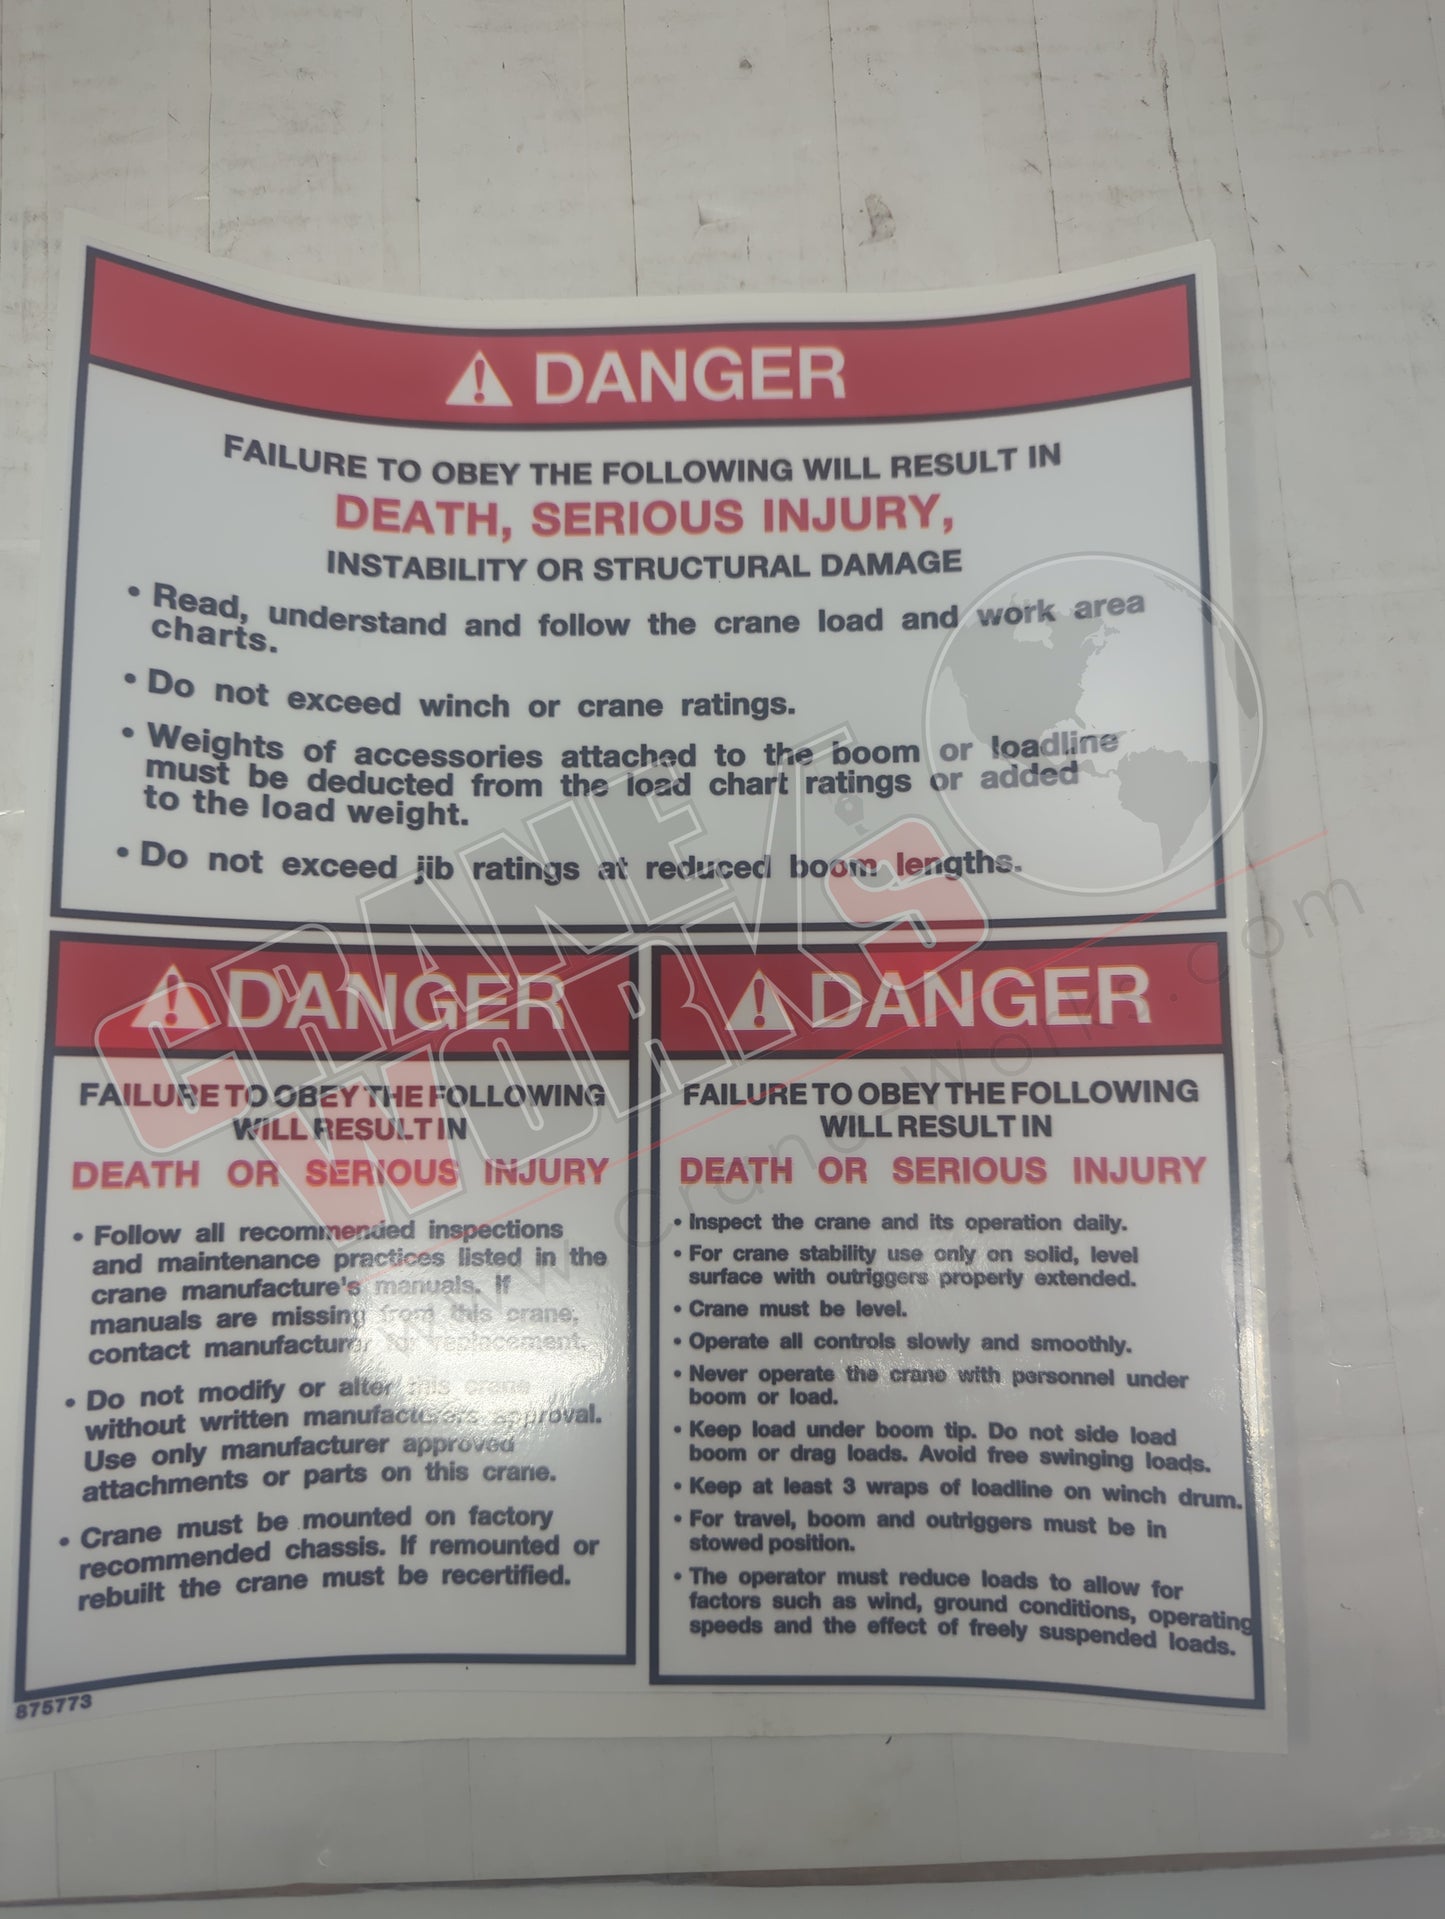 DANGER
FAILURE TO OBEY THE FOLLOWING WILL RESULT IN
DEATH, SERIOUS INJURY,
INSTABILITY OR STRUCTURAL DAMAGE
• Read, understand and follow the crane load and work area
charts.
• Do not exceed winch or crane ratings.
• Weights of accessories attached to the boom or loadline
must be deducted from the load chart ratings or added
to the load weight.
• Do not exceed jib ratings at reduced boom lengths.
DANGER
FAILURE TO OBEY THE FOLLOWING
WILL RESULT IN
DEATH OR SERIOUS INJURY
• Follow all recommended inspections
and maintenance practices listed in the
crane manufacture's manuals. If
manuals are missing from this crane,
contact manufacturer for replacement.
• Do not modify or alter this crane
without written manufacturers approval.
Use only manufacturer approved
attachments or parts on this crane.
• Crane must be mounted on factory
recommended chassis. If remounted or
rebuilt the crane must be recertified.
875773
DANGER
FAILURE TO OBEY THE FOLLOWING
WILL RESULT IN
DEATH OR SERIOUS INJURY
• Inspect the crane and its operation daily.
• For crane stability use only on solid, level
surface with outriggers properly extended.
• Crane must be level.
• Operate all controls slowly and smoothly.
• Never operate the crane with personnel under
boom or load.
• Keep load under boom tip. Do not side load
boom or drag loads. Avoid free swinging loads.
• Keep at least 3 wraps of loadline on winch drum.
• For travel, boom and outriggers must be in
stowed position.
• The operator must reduce loads to allow for
factors such as wind, ground conditions, operating
speeds and the effect of freely suspended loads.
CRANE/S
WORKS
www.crane-works.com